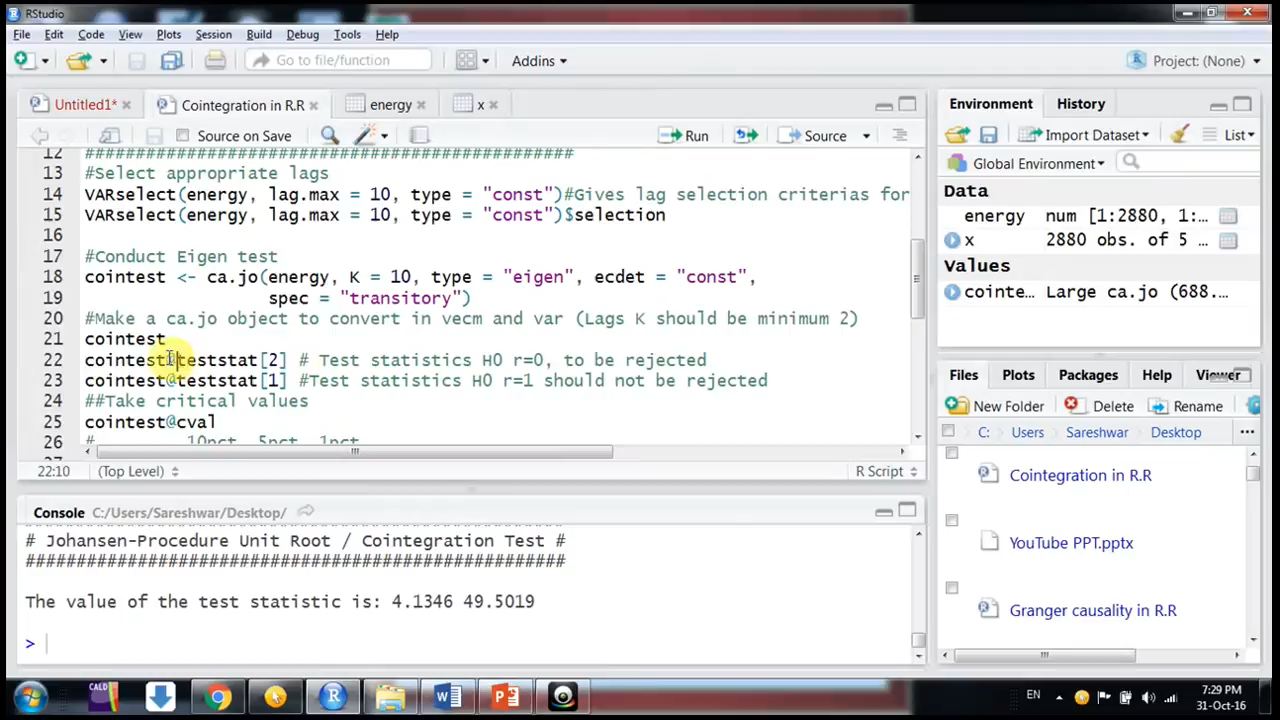 RStudio
File Edit Code View Plots Session Build Debug Tools Help
Go to file/function Addins Project: (None)
Untitled1* Cointegration in R.R energy x
Source on Save Run Source
12 ###############################################
13 #Select appropriate lags
14 VARselect(energy, lag.max = 10, type = "const")#Gives lag selection criterias for
15 VARselect(energy, lag.max = 10, type = "const")$selection
16
17 #Conduct Eigen test
18 cointest <- ca.jo(energy, K = 10, type = "eigen", ecdet = "const",
19 spec = "transitory")
20 #Make a ca.jo object to convert in vecm and var (Lags K should be minimum 2)
21 cointest
22 cointest@teststat[2] # Test statistics H0 r=0, to be rejected
23 cointest@teststat[1] #Test statistics H0 r=1 should not be rejected
24 ##Take critical values
25 cointest@cval
26 # 10pct 5pct 1pct
22:10 (Top Level) R Script
Console C:/Users/Sareshwar/Desktop/
#####################################################
# Johansen-Procedure Unit Root / Cointegration Test #
#####################################################
The value of the test statistic is: 4.1346 49.5019
>
Environment History
Import Dataset List
Global Environment
Data
energy num [1:2880, 1:…
x 2880 obs. of 5 …
Values
cointe… Large ca.jo (688.…
Files Plots Packages Help Viewer
New Folder Delete Rename
C: Users Sareshwar Desktop ...
Cointegration in R.R
YouTube PPT.pptx
Granger causality in R.R
CALD EN 7:29 PM
31-Oct-16